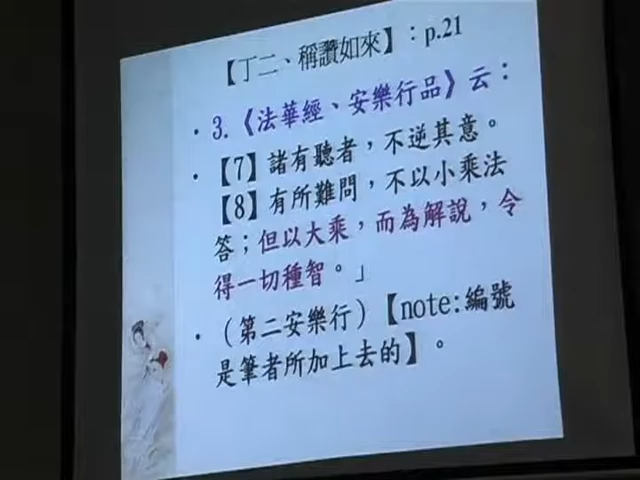 【丁二、稱讚如來】：p.21
• 3.《法華經、安樂行品》云：
• 【7】諸有聽者，不逆其意。
【8】有所難問，不以小乘法
答；但以大乘，而為解說，令
得一切種智。」
• （第二安樂行）【note:編號
是筆者所加上去的】。